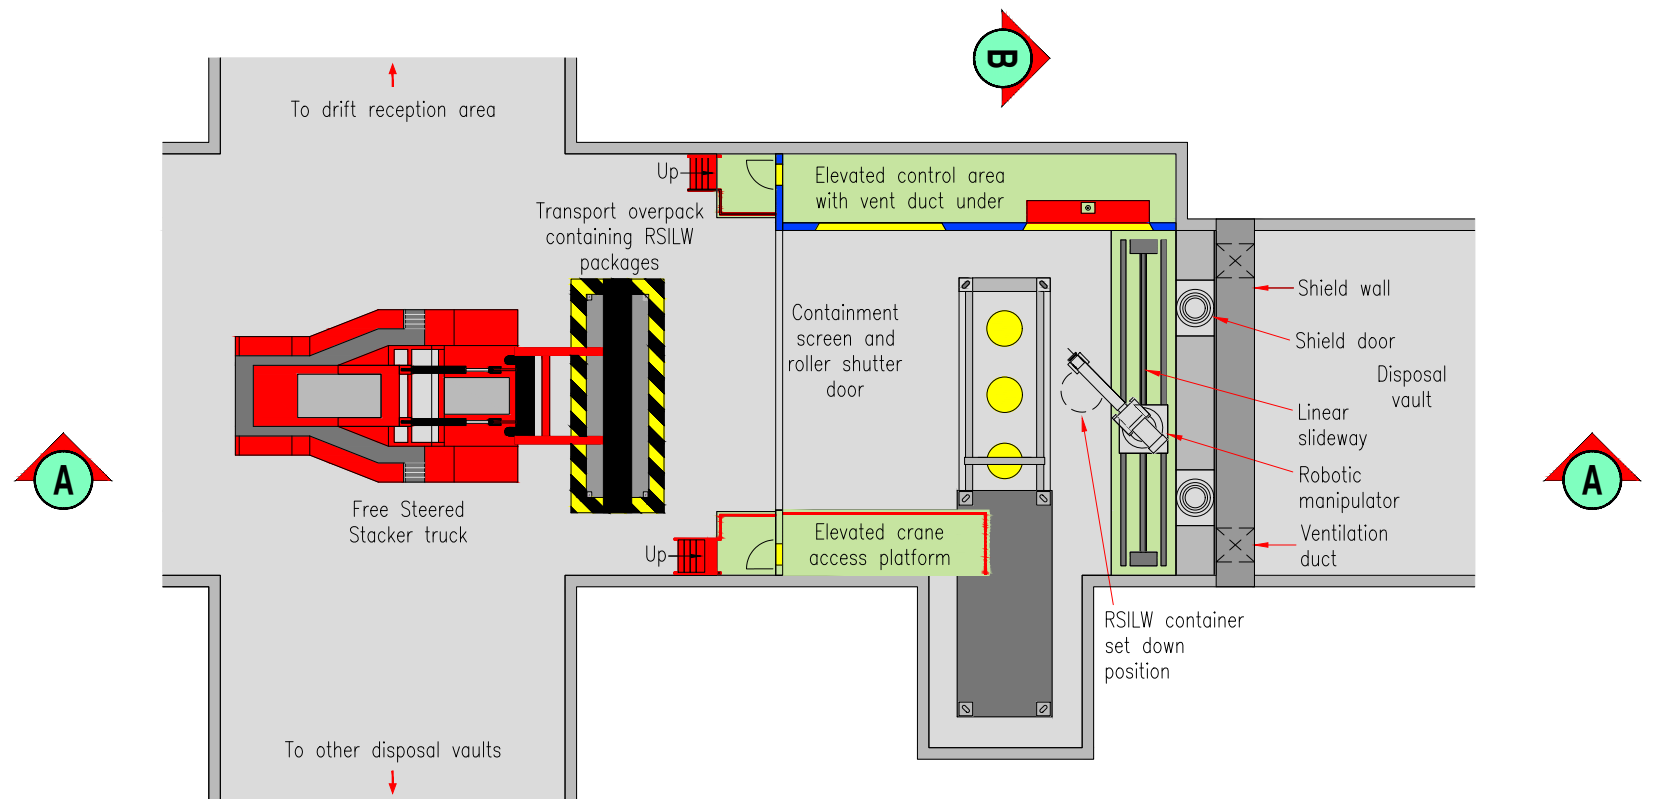 B
To drift reception area
Up
Elevated control area
with vent duct under
Transport overpack
containing RSILW
packages
Containment
screen and
roller shutter
door
Shield wall
Shield door
Disposal
vault
Linear
slideway
Robotic
manipulator
Ventilation
duct
A
A
Free Steered
Stacker truck
Up
Elevated crane
access platform
RSILW container
set down
position
To other disposal vaults